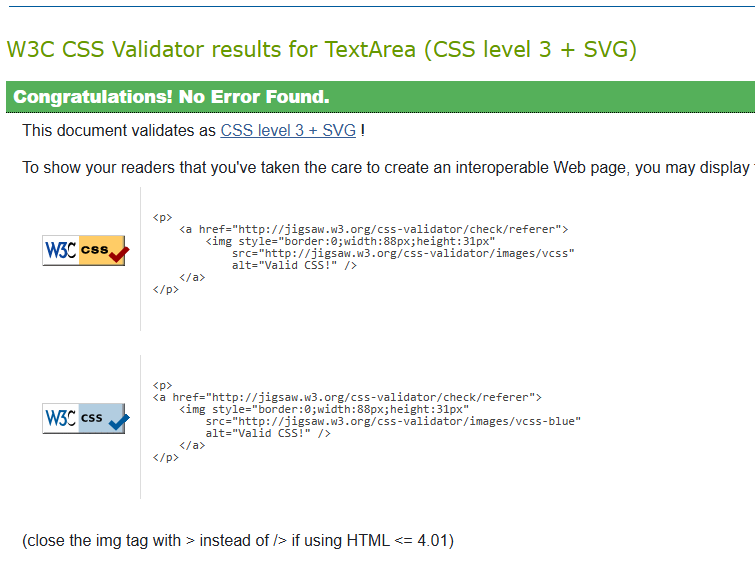 W3C CSS Validator results for TextArea (CSS level 3 + SVG)
Congratulations! No Error Found.
This document validates as CSS level 3 + SVG !
To show your readers that you've taken the care to create an interoperable Web page, you may display
W3C css
<p>
<a href="http://jigsaw.w3.org/css-validator/check/referer">
<img style="border:0;width:88px;height:31px"
src="http://jigsaw.w3.org/css-validator/images/vcss"
alt="Valid CSS!" />
</a>
</p>
W3C css
<p>
<a href="http://jigsaw.w3.org/css-validator/check/referer">
<img style="border:0;width:88px;height:31px"
src="http://jigsaw.w3.org/css-validator/images/vcss-blue"
alt="Valid CSS!" />
</a>
</p>
(close the img tag with > instead of /> if using HTML <= 4.01)